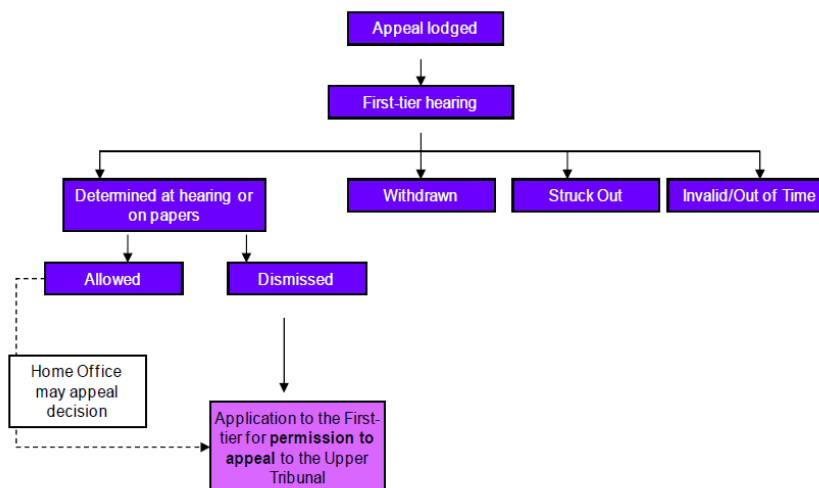 Appeal lodged
First-tier hearing
Determined at hearing or
on papers
Withdrawn
Struck Out
Invalid/Out of Time
Allowed
Dismissed
Home Office
may appeal
decision
Application to the First-
tier for permission to
appeal to the Upper
Tribunal